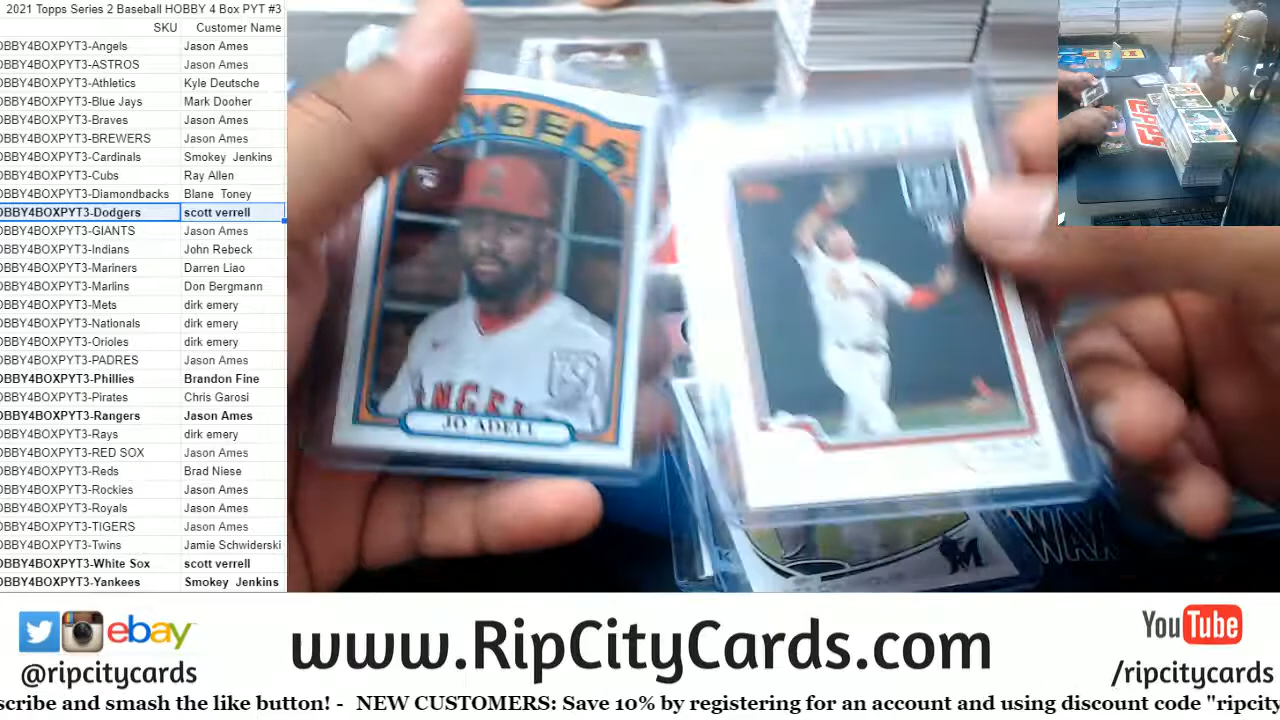 2021 Topps Series 2 Baseball HOBBY 4 Box PYT #3
SKU Customer Name
OBBY4BOXPYT3-Angels Jason Ames
OBBY4BOXPYT3-ASTROS Jason Ames
OBBY4BOXPYT3-Athletics Kyle Deutsche
OBBY4BOXPYT3-Blue Jays Mark Dooher
OBBY4BOXPYT3-Braves Jason Ames
OBBY4BOXPYT3-BREWERS Jason Ames
OBBY4BOXPYT3-Cardinals Smokey Jenkins
OBBY4BOXPYT3-Cubs Ray Allen
OBBY4BOXPYT3-Diamondbacks Blane Toney
OBBY4BOXPYT3-Dodgers scott verrell
OBBY4BOXPYT3-GIANTS Jason Ames
OBBY4BOXPYT3-Indians John Rebeck
OBBY4BOXPYT3-Mariners Darren Liao
OBBY4BOXPYT3-Marlins Don Bergmann
OBBY4BOXPYT3-Mets dirk emery
OBBY4BOXPYT3-Nationals dirk emery
OBBY4BOXPYT3-Orioles dirk emery
OBBY4BOXPYT3-PADRES Jason Ames
OBBY4BOXPYT3-Phillies Brandon Fine
OBBY4BOXPYT3-Pirates Chris Garosi
OBBY4BOXPYT3-Rangers Jason Ames
OBBY4BOXPYT3-Rays dirk emery
OBBY4BOXPYT3-RED SOX Jason Ames
OBBY4BOXPYT3-Reds Brad Niese
OBBY4BOXPYT3-Rockies Jason Ames
OBBY4BOXPYT3-Royals Jason Ames
OBBY4BOXPYT3-TIGERS Jason Ames
OBBY4BOXPYT3-Twins Jamie Schwiderski
OBBY4BOXPYT3-White Sox scott verrell
OBBY4BOXPYT3-Yankees Smokey Jenkins
NGELS
ANGEL
JO ADELL
WAX
ebay
@ripcitycards
www.RipCityCards.com
YouTube
/ripcitycards
scribe and smash the like button! - NEW CUSTOMERS: Save 10% by registering for an account and using discount code "ripcity